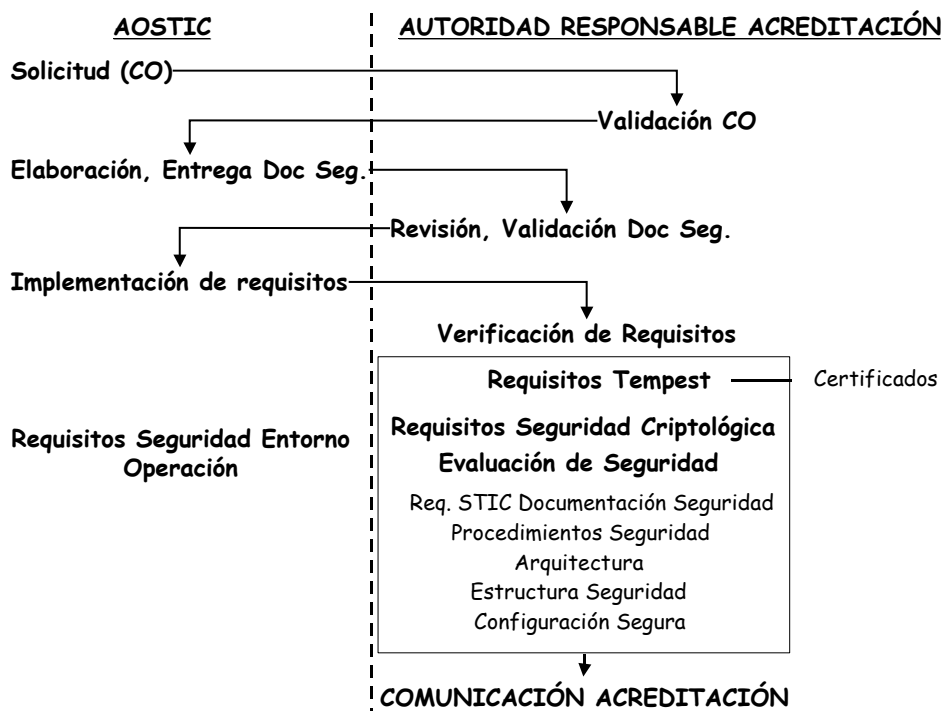 AOSTIC
AUTORIDAD RESPONSABLE ACREDITACIÓN
Solicitud (CO)
Validación CO
Elaboración, Entrega Doc Seg.
Revisión, Validación Doc Seg.
Implementación de requisitos
Verificación de Requisitos
Requisitos Tempest
Certificados
Requisitos Seguridad Entorno
Operación
Requisitos Seguridad Criptológica
Evaluación de Seguridad
Req. STIC Documentación Seguridad
Procedimientos Seguridad
Arquitectura
Estructura Seguridad
Configuración Segura
COMUNICACIÓN ACREDITACIÓN